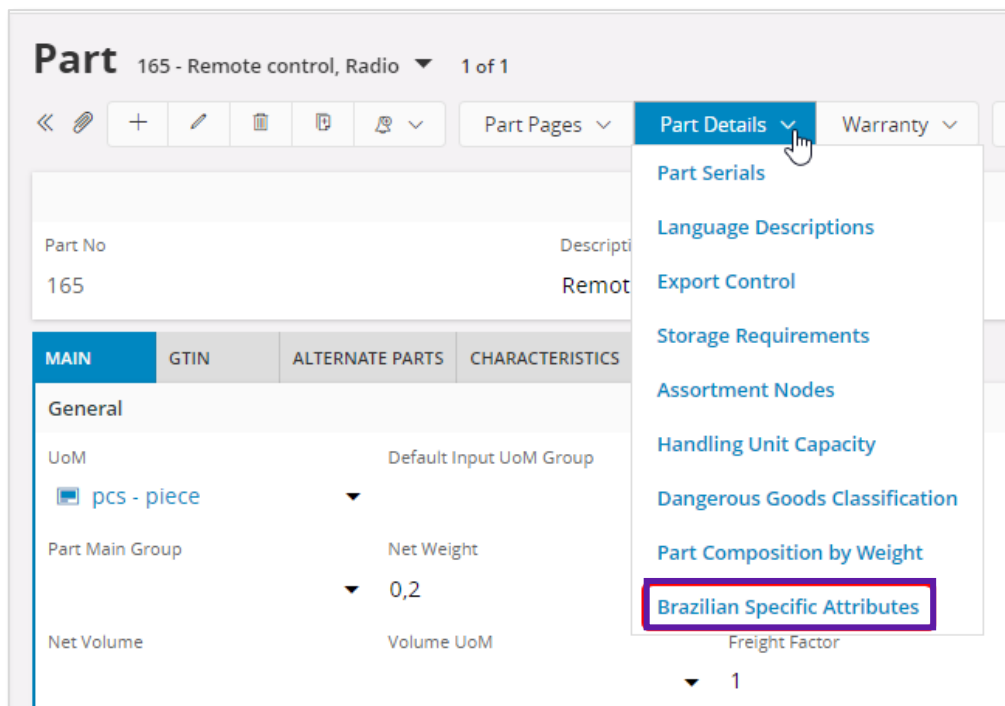 Part 165 - Remote control, Radio 1 of 1
Part Pages Part Details Warranty
Part Serials
Language Descriptions
Part No Descripti
165 Remot
Export Control
Storage Requirements
MAIN GTIN ALTERNATE PARTS CHARACTERISTICS
Assortment Nodes
General
Handling Unit Capacity
UoM Default Input UoM Group
pcs - piece
Dangerous Goods Classification
Part Main Group Net Weight
Part Composition by Weight
0,2
Brazilian Specific Attributes
Net Volume Volume UoM Freight Factor
1